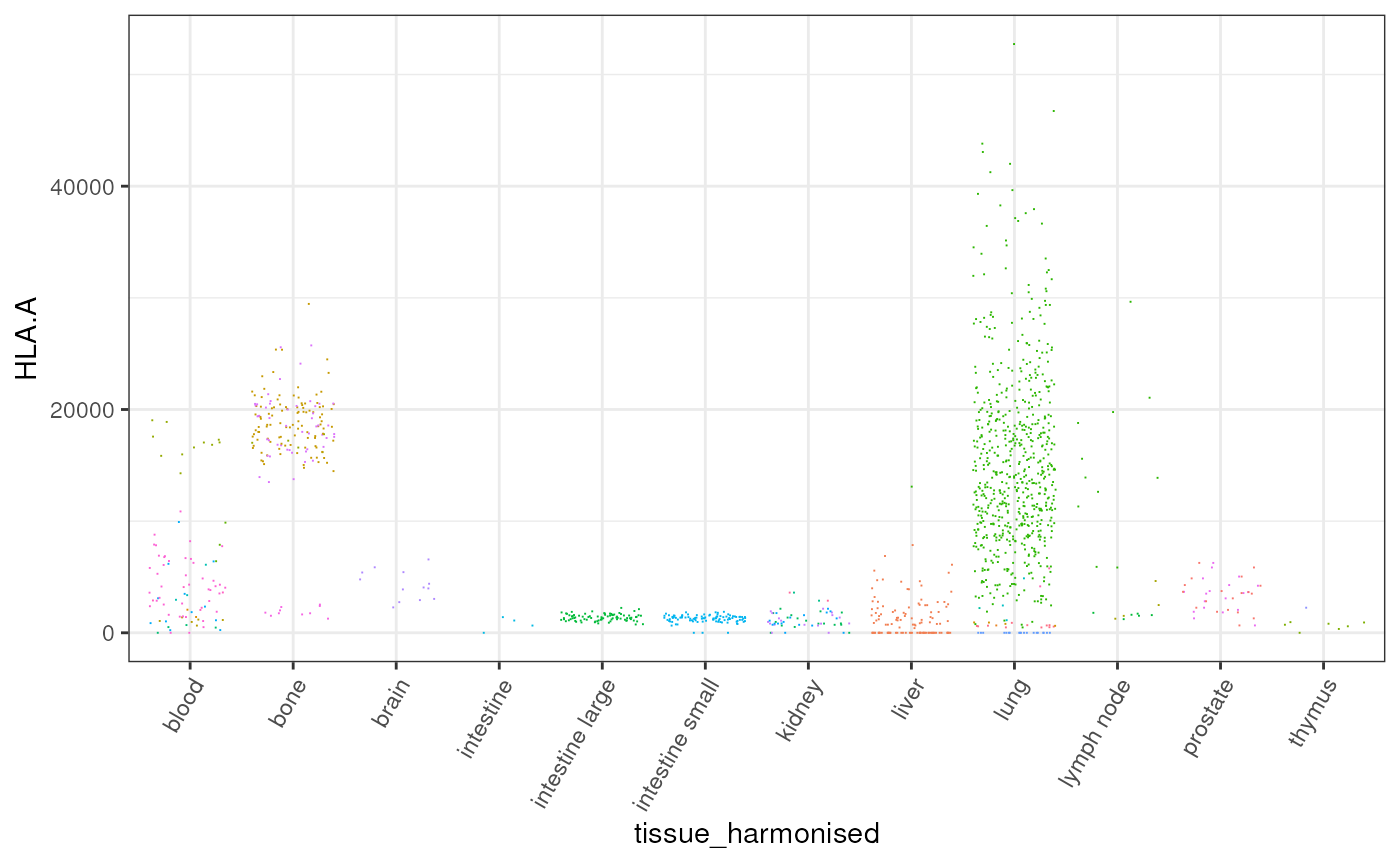 HLA.A
40000
20000
0
blood
bone
brain
intestine
intestine large
intestine small
kidney
liver
lung
lymph node
prostate
thymus
tissue_harmonised